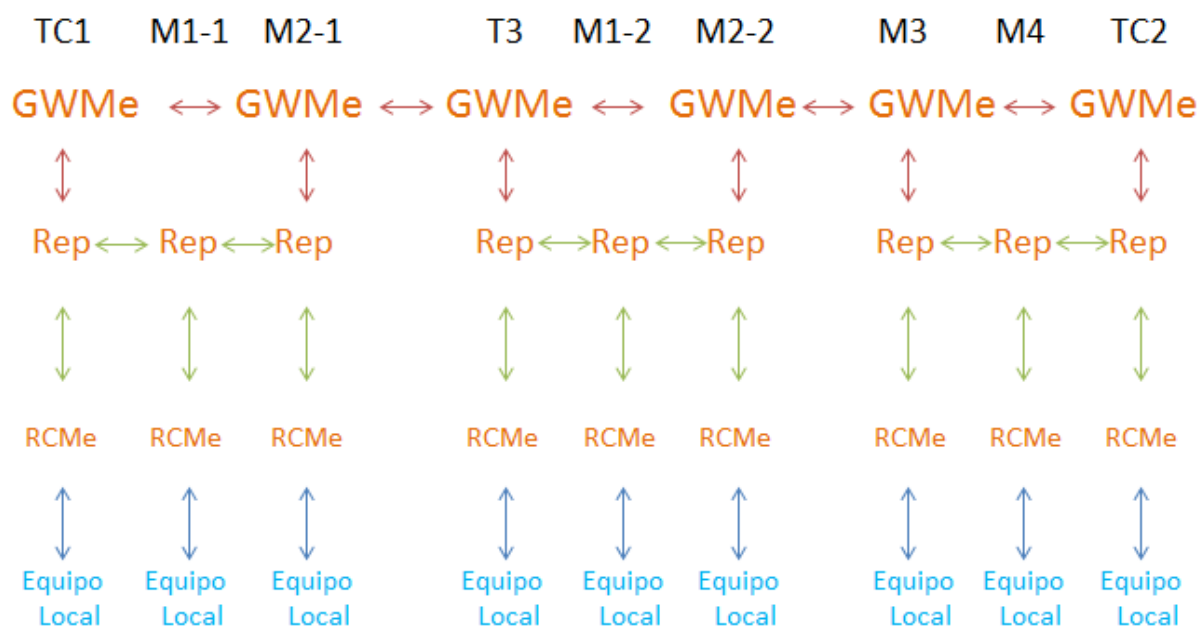 TC1 M1-1 M2-1 T3 M1-2 M2-2 M3 M4 TC2
GWMe GWMe GWMe GWMe GWMe GWMe
Rep Rep Rep Rep Rep Rep Rep Rep Rep
RCMe RCMe RCMe RCMe RCMe RCMe RCMe RCMe RCMe
Equipo Equipo Equipo Equipo Equipo Equipo Equipo Equipo Equipo
Local Local Local Local Local Local Local Local Local